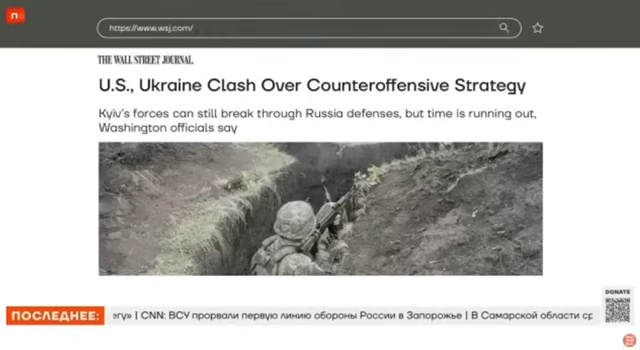 https://www.wsj.com/
THE WALL STREET JOURNAL.
U.S., Ukraine Clash Over Counteroffensive Strategy
Kyiv's forces can still break through Russia defenses, but time is running out,
Washington officials say
DONATE
ПОСЛЕДНЕЕ: егу» | CNN: ВСУ прорвали первую линию обороны России в Запорожье | В Самарской области ср